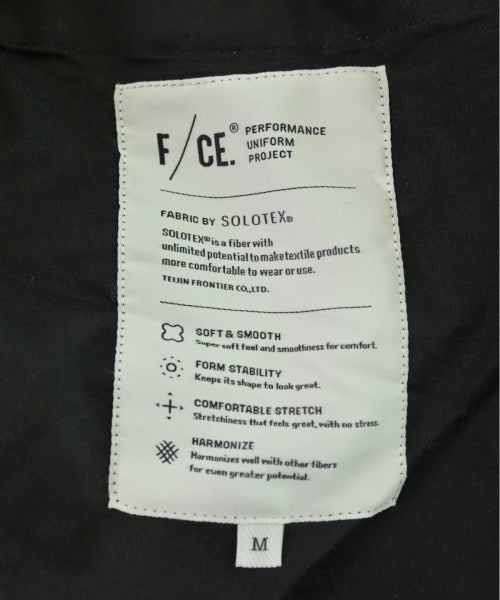 F/CE.® PERFORMANCE
UNIFORM
PROJECT
FABRIC BY SOLOTEX®
SOLOTEX® is a fiber with
unlimited potential to make textile products
more comfortable to wear or use.
TEIJIN FRONTIER CO.,LTD.
SOFT & SMOOTH
Super soft feel and smoothness for comfort.
FORM STABILITY
Keeps its shape to look great.
COMFORTABLE STRETCH
Stretchiness that feels great, with no stress.
HARMONIZE
Harmonizes well with other fibers
for even greater potential.
M